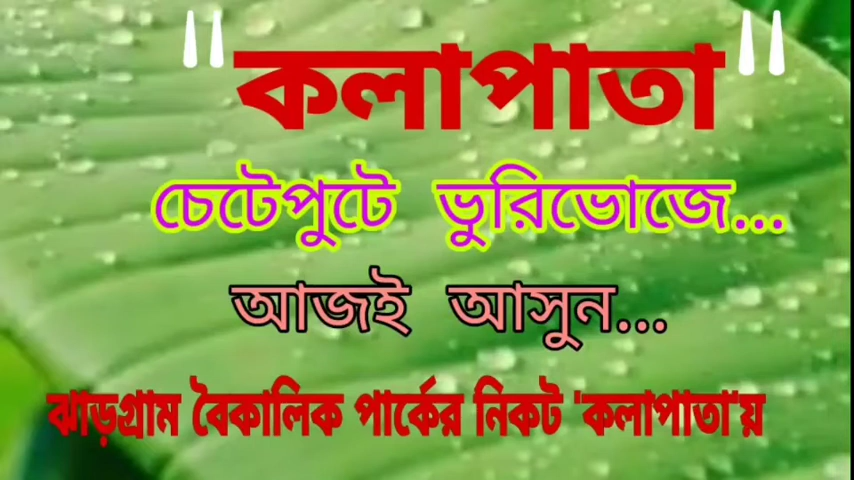 "কলাপাতা"
চেটেপুটে ভুরিভোজে...
আজই আসুন...
ঝাড়গ্রাম বৈকালিক পার্কের নিকট 'কলাপাতা'য়